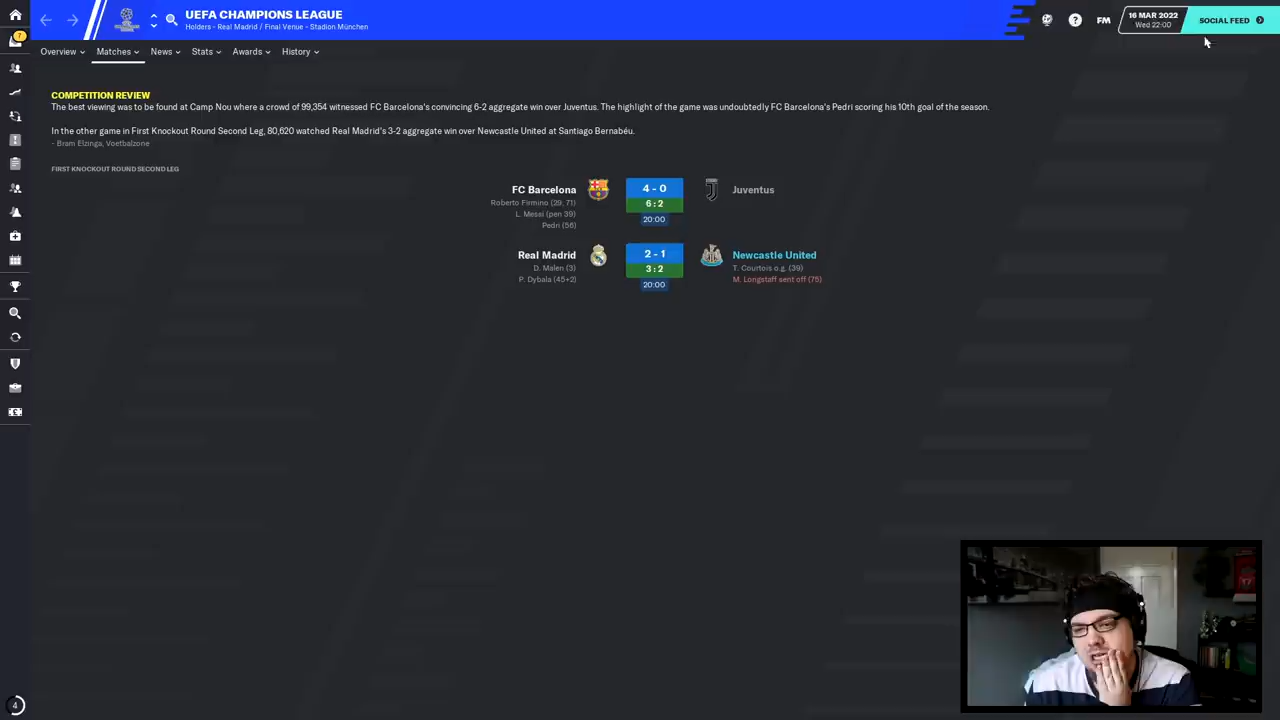 UEFA CHAMPIONS LEAGUE
Holders - Real Madrid / Final Venue - Stadion München
FM
16 MAR 2022
Wed 22:00
SOCIAL FEED
7
Overview
Matches
News
Stats
Awards
History
COMPETITION REVIEW
The best viewing was to be found at Camp Nou where a crowd of 99,354 witnessed FC Barcelona's convincing 6-2 aggregate win over Juventus. The highlight of the game was undoubtedly FC Barcelona's Pedri scoring his 10th goal of the season.
In the other game in First Knockout Round Second Leg, 80,620 watched Real Madrid's 3-2 aggregate win over Newcastle United at Santiago Bernabéu.
- Bram Elzinga, Voetbalzone
FIRST KNOCKOUT ROUND SECOND LEG
FC Barcelona 4 - 0 Juventus
Roberto Firmino (29, 71) 6 : 2
L. Messi (pen 39) 20:00
Pedri (56)
Real Madrid 2 - 1 Newcastle United
D. Malen (3) 3 : 2 T. Courtois o.g. (39)
P. Dybala (45+2) 20:00 M. Longstaff sent off (75)
4